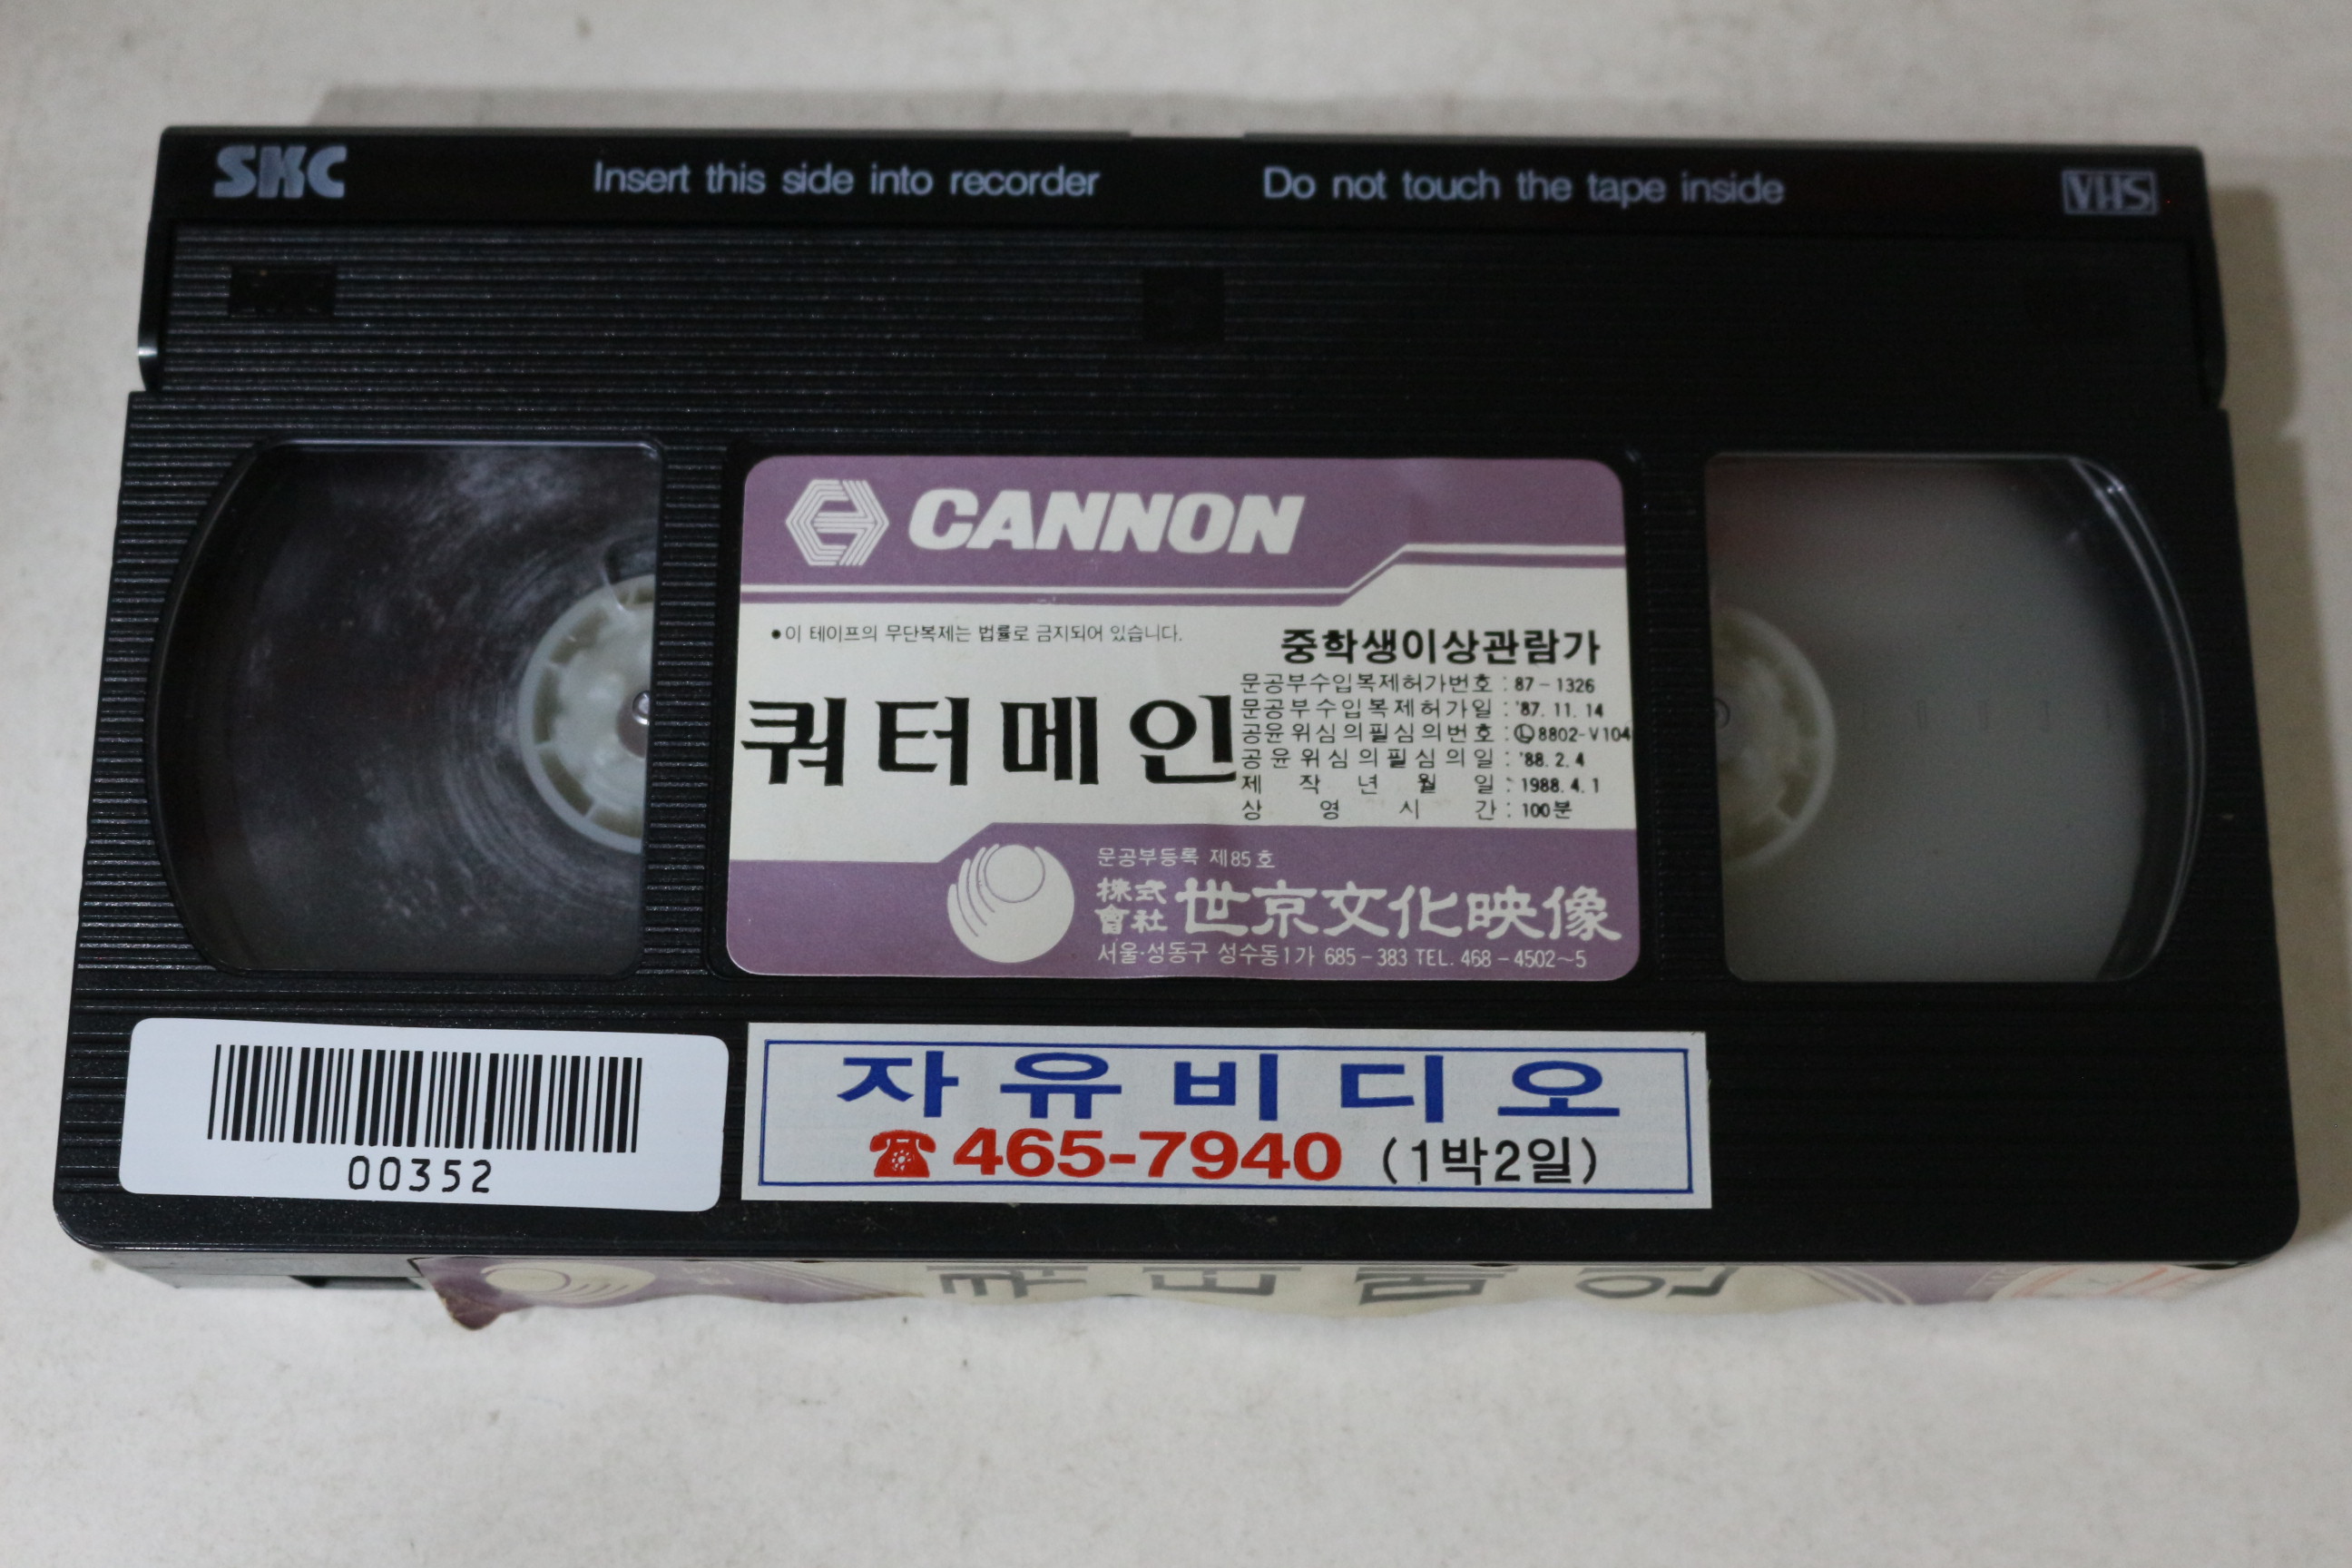 SKC
Insert this side into recorder
Do not touch the tape inside
VHS
CANNON
●이 테이프의 무단복제는 법률로 금지되어 있습니다.
중학생이상관람가
쿼터메인
문공부수입복제허가번호 : 87-1326
문공부수입복제허가일 : '87. 11. 14
공윤위심의필심의번호 : Ⓛ8802-V104
공윤위심의필심의일 : '88. 2. 4
제작년월일 : 1988. 4. 1
상영시간 : 100분
문공부등록 제85호
株式會社 世京文化映像
서울·성동구 성수동1가 685-383 TEL. 468-4502~5
00352
자유비디오
☎465-7940 (1박2일)
쿼터메인